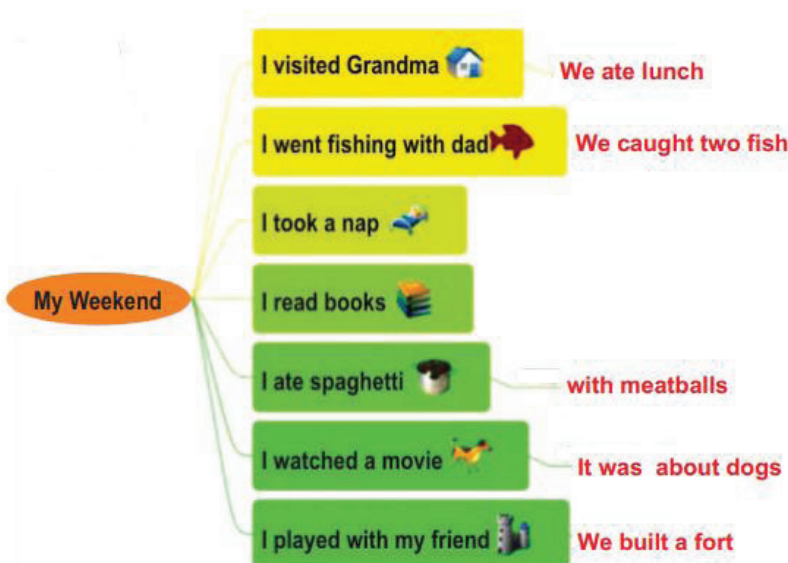 My Weekend
I visited Grandma
We ate lunch
I went fishing with dad
We caught two fish
I took a nap
I read books
I ate spaghetti
with meatballs
I watched a movie
It was about dogs
I played with my friend
We built a fort